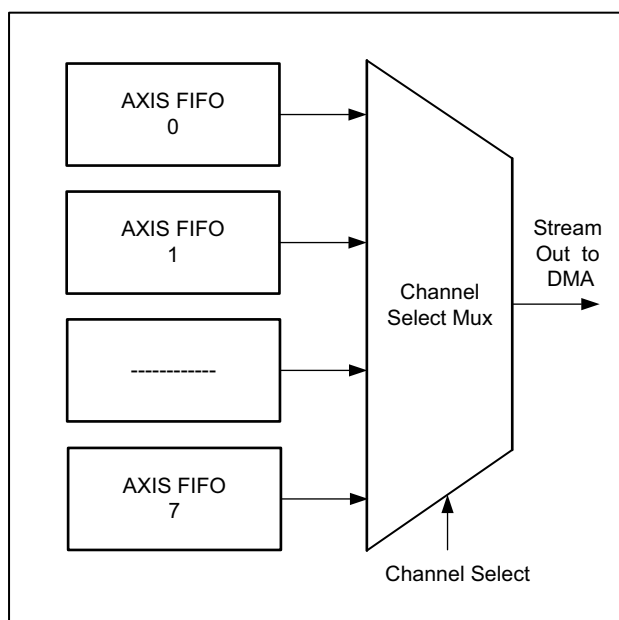 AXIS FIFO
0
AXIS FIFO
1
------------
AXIS FIFO
7
Channel
Select Mux
Stream
Out to
DMA
Channel Select